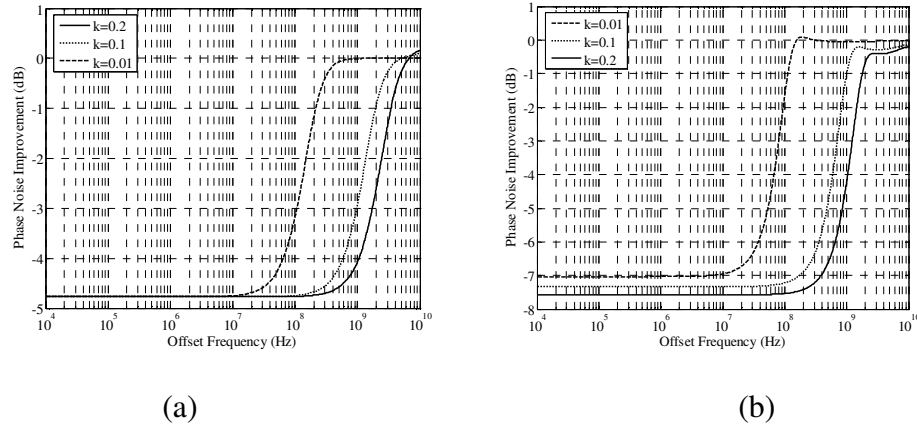 k=0.2
k=0.1
k=0.01
Phase Noise Improvement (dB)
0
-1
-2
-3
-4
-5
10^4
10^5
10^6
10^7
10^8
10^9
10^10
Offset Frequency (Hz)
(a)
k=0.01
k=0.1
k=0.2
Phase Noise Improvement (dB)
1
0
-1
-2
-3
-4
-5
-6
-7
-8
10^4
10^5
10^6
10^7
10^8
10^9
10^10
Offset Frequency (Hz)
(b)